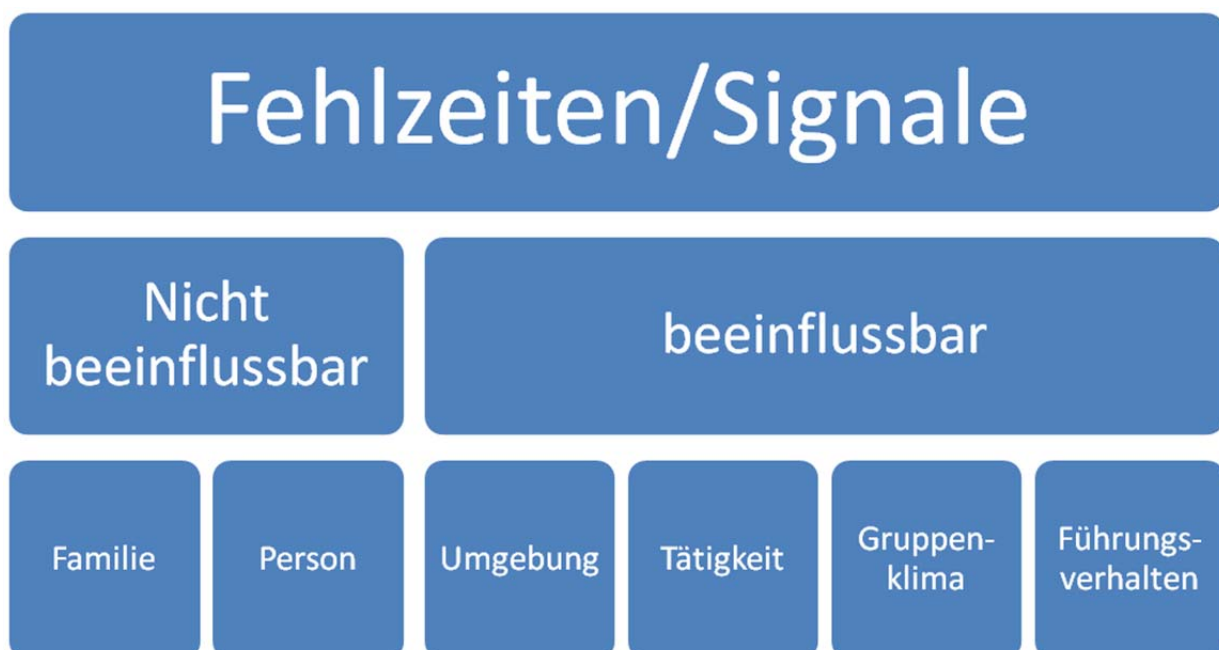 Fehlzeiten/Signale
Nicht
beeinflussbar
beeinflussbar
Familie
Person
Umgebung
Tätigkeit
Gruppen-
klima
Führungs-
verhalten